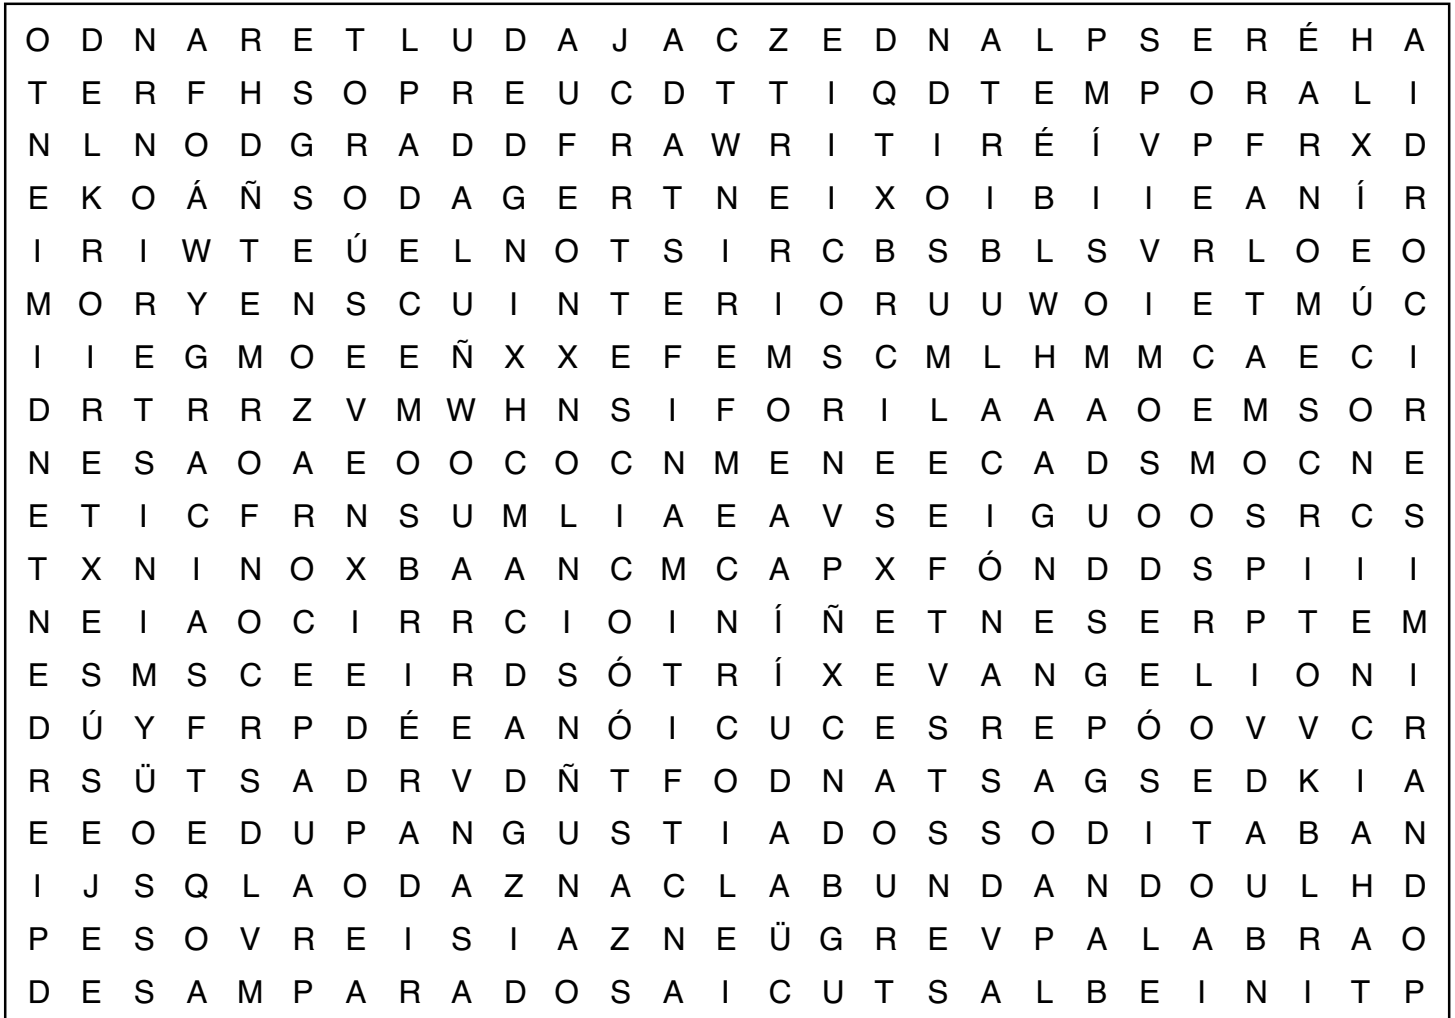 O D N A R E T L U D A J A C Z E D N A L P S E R É H A
T E R F H S O P R E U C D T T I Q D T E M P O R A L I
N L N O D G R A D D F R A W R I T I R É Í V P F R X D
E K O Á Ñ S O D A G E R T N E I X O I B I I E A N Í R
I R I W T E Ú E L N O T S I R C B S B L S V R L O E O
M O R Y E N S C U I N T E R I O R U U W O I E T M Ú C
I I E G M O E E Ñ X X E F E M S C M L H M M C A E C I
D R T R R Z V M W H N S I F O R I L A A A O E M S O R
N E S A O A E O O C O C N M E N E E C A D S M O C N E
E T I C F R N S U M L I A E A V S E I G U O O S R C S
T X N I N O X B A A N C M C A P X F Ó N D D S P I I I
N E I A O C I R R C I O I N Í Ñ E T N E S E R P T E M
E S M S C E E I R D S Ó T R Í X E V A N G E L I O N I
D Ú Y F R P D É E A N Ó I C U C E S R E P Ó O V V C R
R S Ü T S A D R V D Ñ T F O D N A T S A G S E D K I A
E E O E D U P A N G U S T I A D O S S O D I T A B A N
I J S Q L A O D A Z N A C L A B U N D A N D O U L H D
P E S O V R E I S I A Z N E Ü G R E V P A L A B R A O
D E S A M P A R A D O S A I C U T S A L B E I N I T P